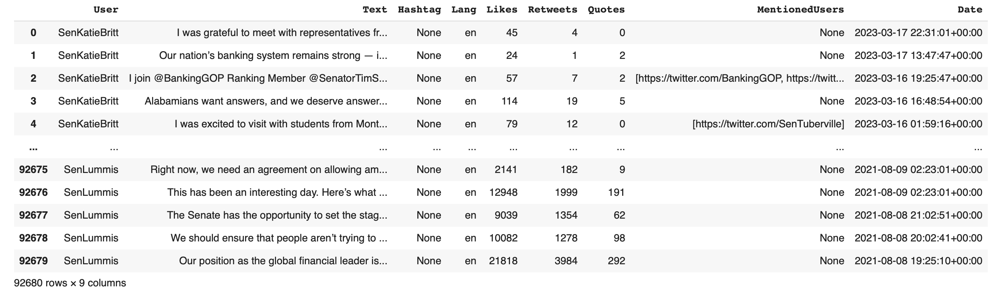 User Text Hashtag Lang Likes Retweets Quotes MentionedUsers Date
0 SenKatieBritt I was grateful to meet with representatives fr... None en 45 4 0 None 2023-03-17 22:31:01+00:00
1 SenKatieBritt Our nation’s banking system remains strong — i... None en 24 1 2 None 2023-03-17 13:47:47+00:00
2 SenKatieBritt I join @BankingGOP Ranking Member @SenatorTimS... None en 57 7 2 [https://twitter.com/BankingGOP, https://twitt... 2023-03-16 19:25:47+00:00
3 SenKatieBritt Alabamians want answers, and we deserve answer... None en 114 19 5 None 2023-03-16 16:48:54+00:00
4 SenKatieBritt I was excited to visit with students from Mont... None en 79 12 0 [https://twitter.com/SenTuberville] 2023-03-16 01:59:16+00:00
... ... ... ... ... ... ... ... ... ...
92675 SenLummis Right now, we need an agreement on allowing am... None en 2141 182 9 None 2021-08-09 02:23:01+00:00
92676 SenLummis This has been an interesting day. Here’s what ... None en 12948 1999 191 None 2021-08-09 02:23:01+00:00
92677 SenLummis The Senate has the opportunity to set the stag... None en 9039 1354 62 None 2021-08-08 21:02:51+00:00
92678 SenLummis We should ensure that people aren’t trying to ... None en 10082 1278 98 None 2021-08-08 20:02:41+00:00
92679 SenLummis Our position as the global financial leader is... None en 21818 3984 292 None 2021-08-08 19:25:10+00:00
92680 rows × 9 columns